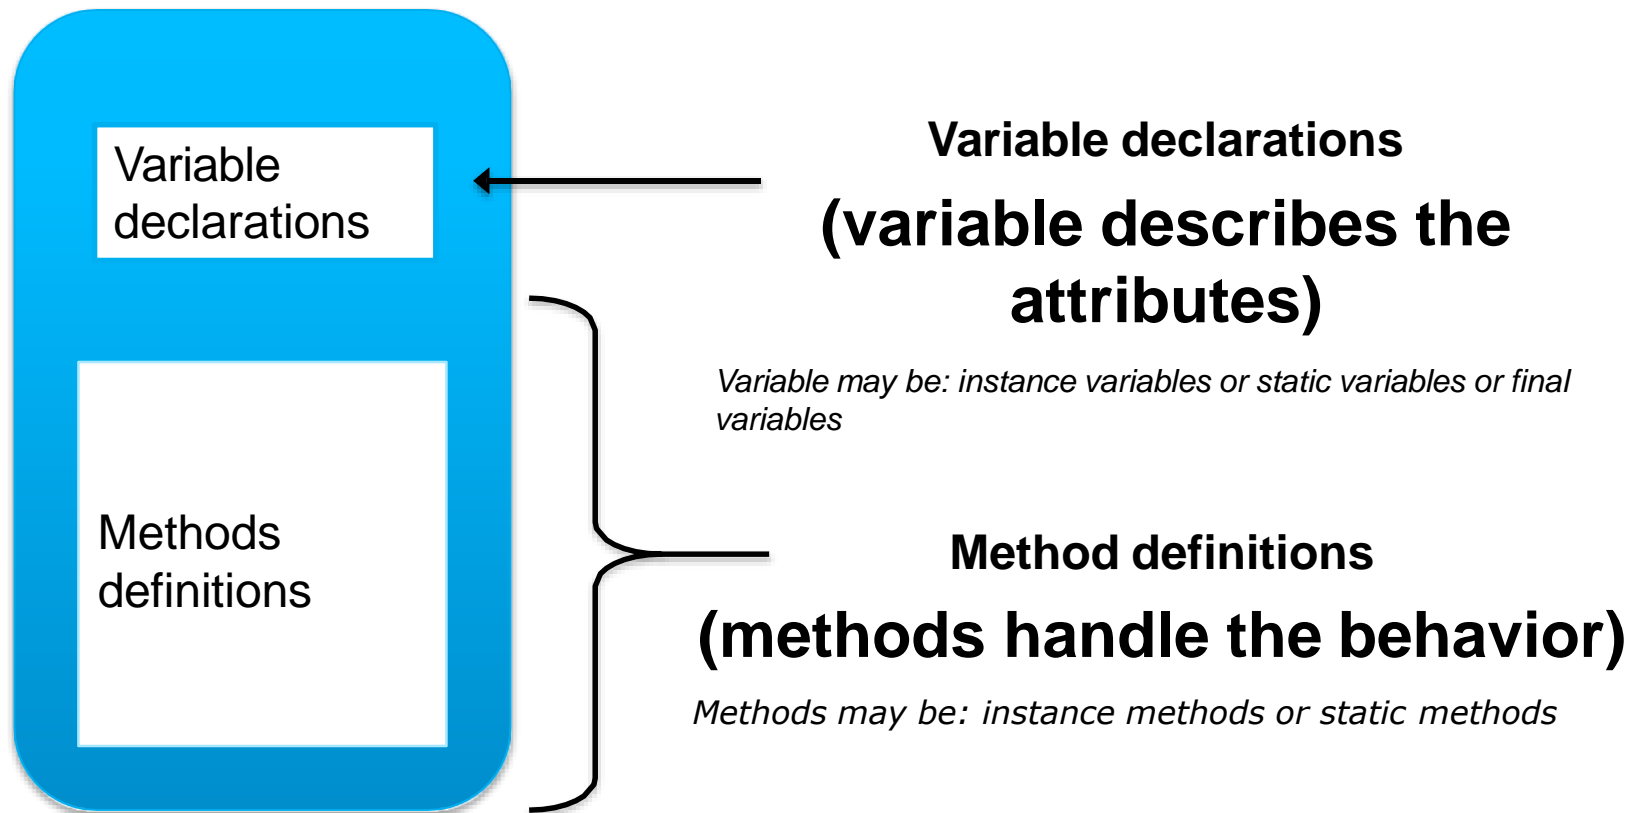 Variable
declarations
Variable declarations
(variable describes the
attributes)
Variable may be: instance variables or static variables or final
variables
Methods
definitions
Method definitions
(methods handle the behavior)
Methods may be: instance methods or static methods